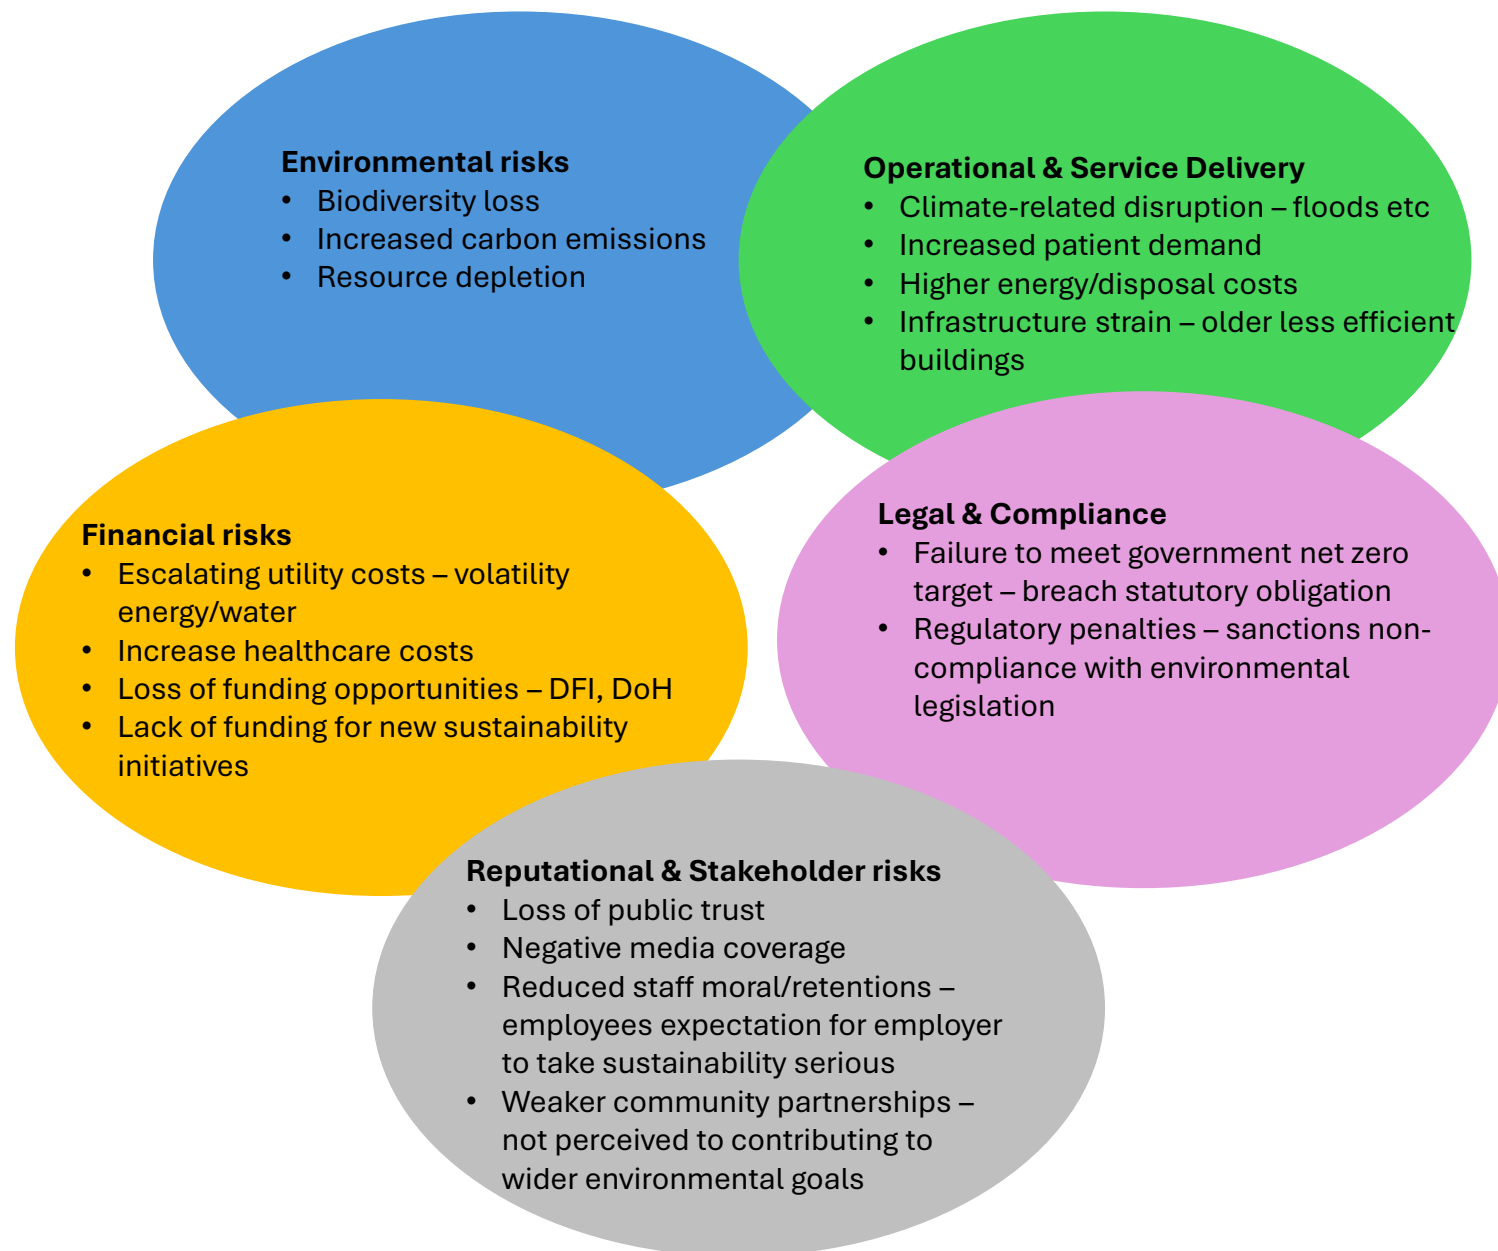 Environmental risks
• Biodiversity loss
• Increased carbon emissions
• Resource depletion
Operational & Service Delivery
• Climate-related disruption – floods etc
• Increased patient demand
• Higher energy/disposal costs
• Infrastructure strain – older less efficient
buildings
Financial risks
• Escalating utility costs – volatility
energy/water
• Increase healthcare costs
• Loss of funding opportunities – DFI, DoH
• Lack of funding for new sustainability
initiatives
Legal & Compliance
• Failure to meet government net zero
target – breach statutory obligation
• Regulatory penalties – sanctions non-
compliance with environmental
legislation
Reputational & Stakeholder risks
• Loss of public trust
• Negative media coverage
• Reduced staff moral/retentions –
employees expectation for employer
to take sustainability serious
• Weaker community partnerships –
not perceived to contributing to
wider environmental goals